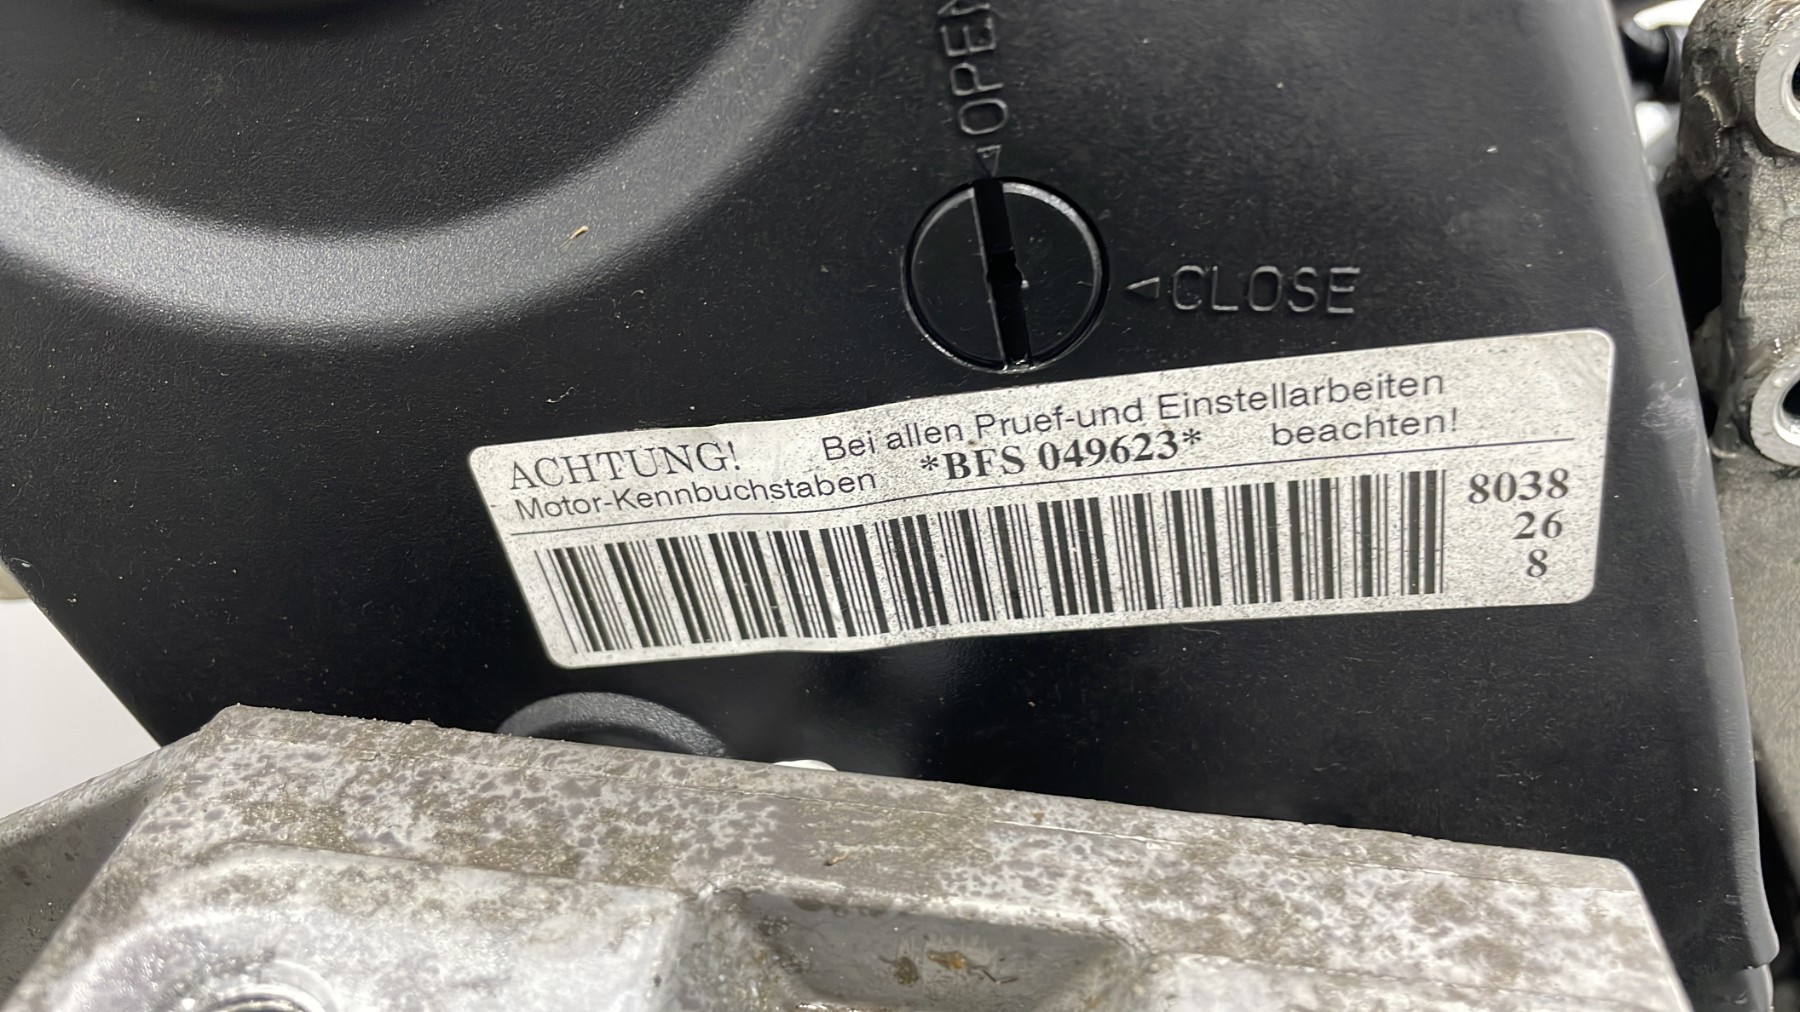 ◁OPEN
◁CLOSE
ACHTUNG! Bei allen Pruef-und Einstellarbeiten
Motor-Kennbuchstaben *BFS 049623* beachten!
8038
26
8